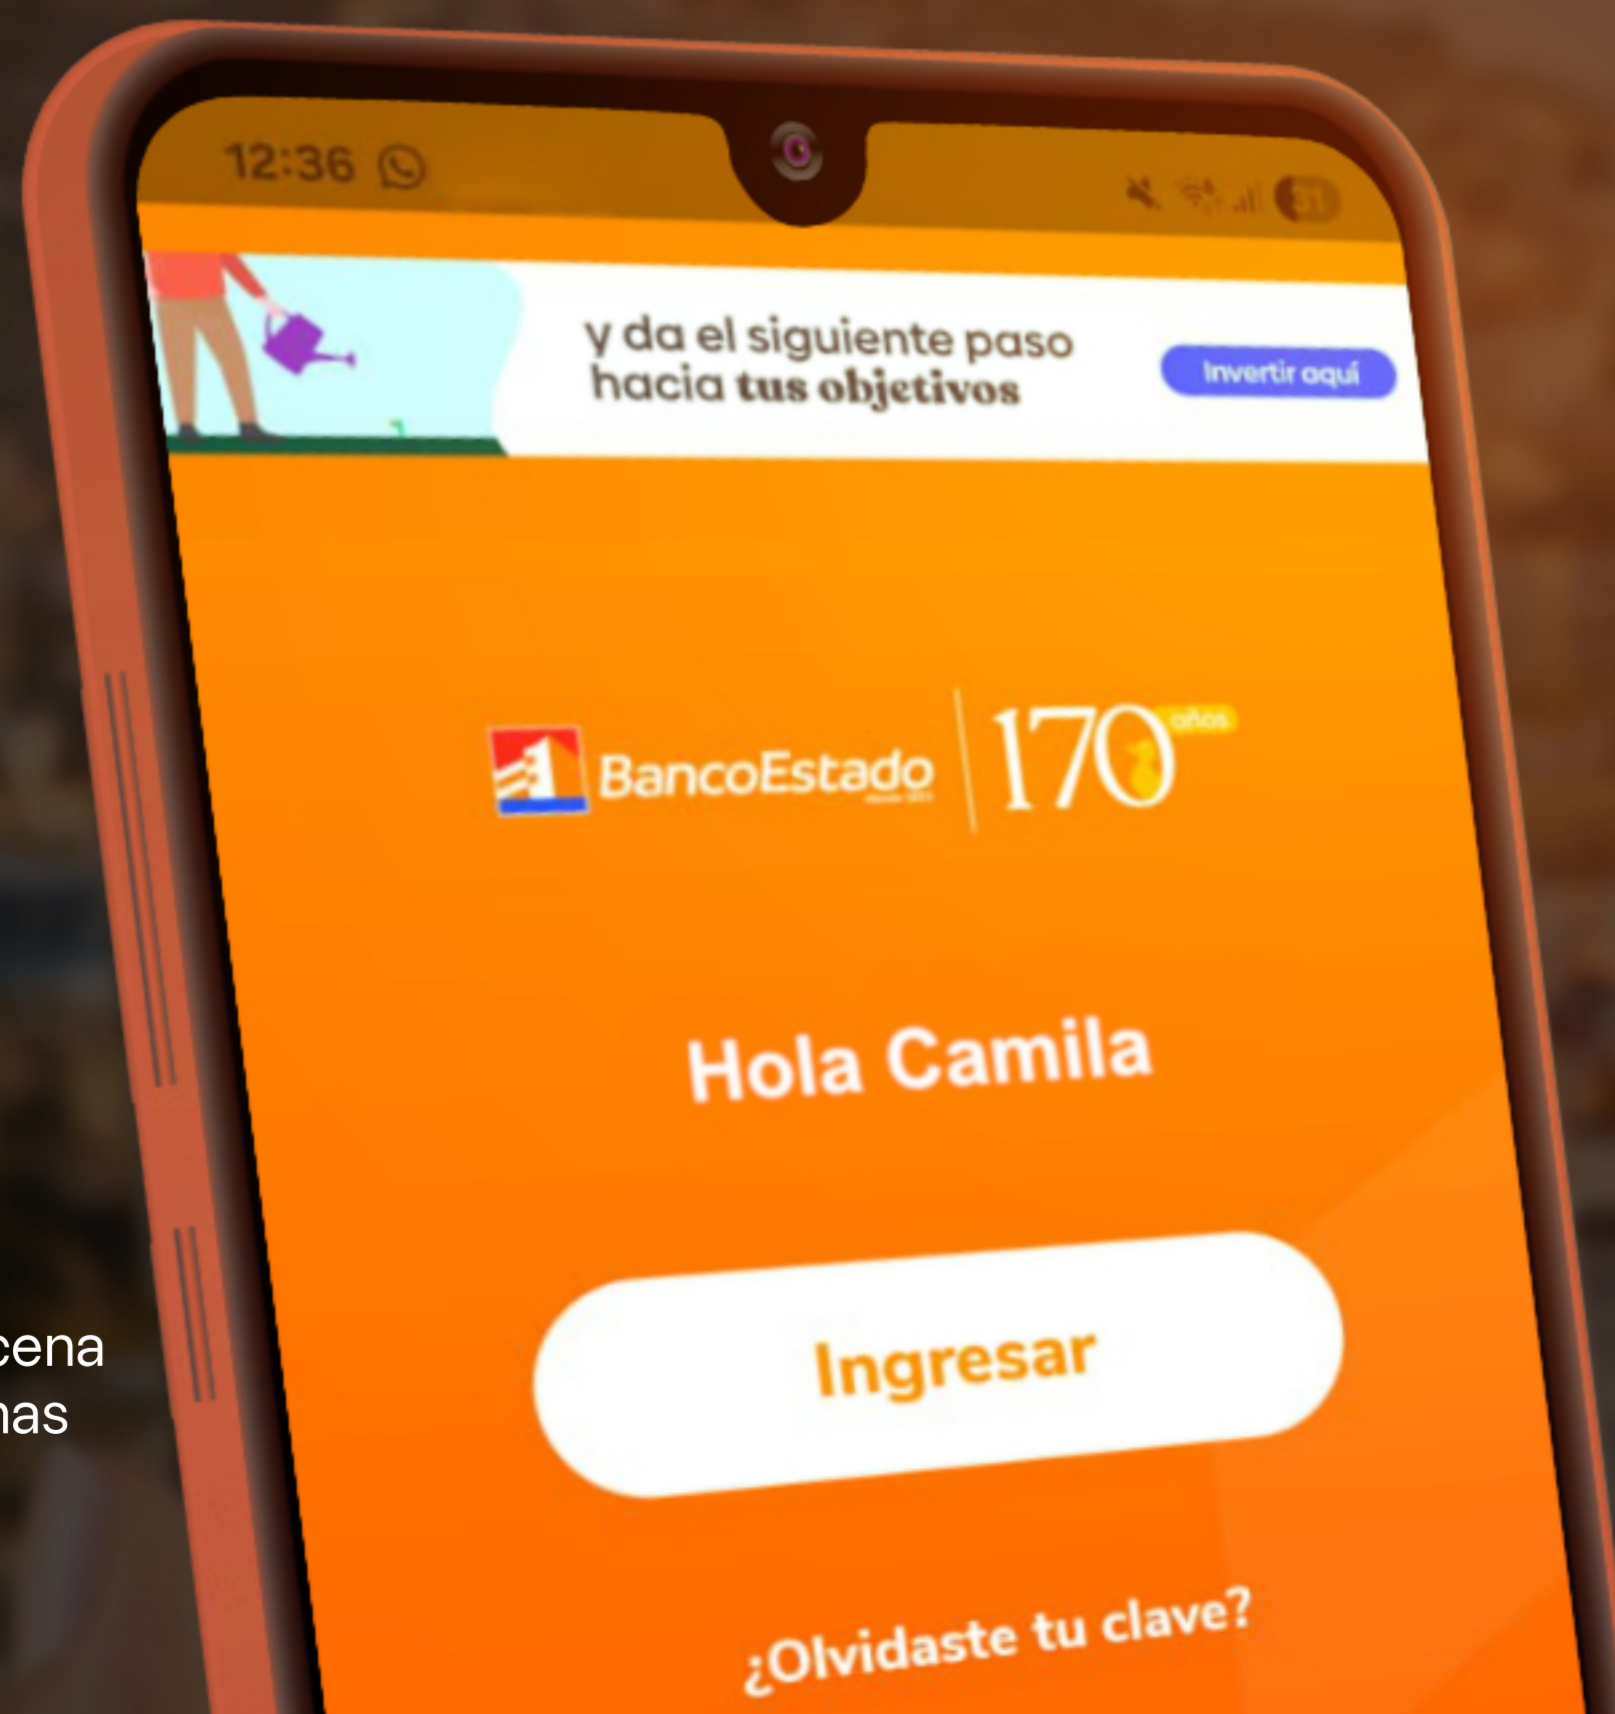 12:36
31
y da el siguiente paso
hacia tus objetivos
Invertir aquí
BancoEstado
170 años
Hola Camila
Ingresar
cena
nas
¿Olvidaste tu clave?